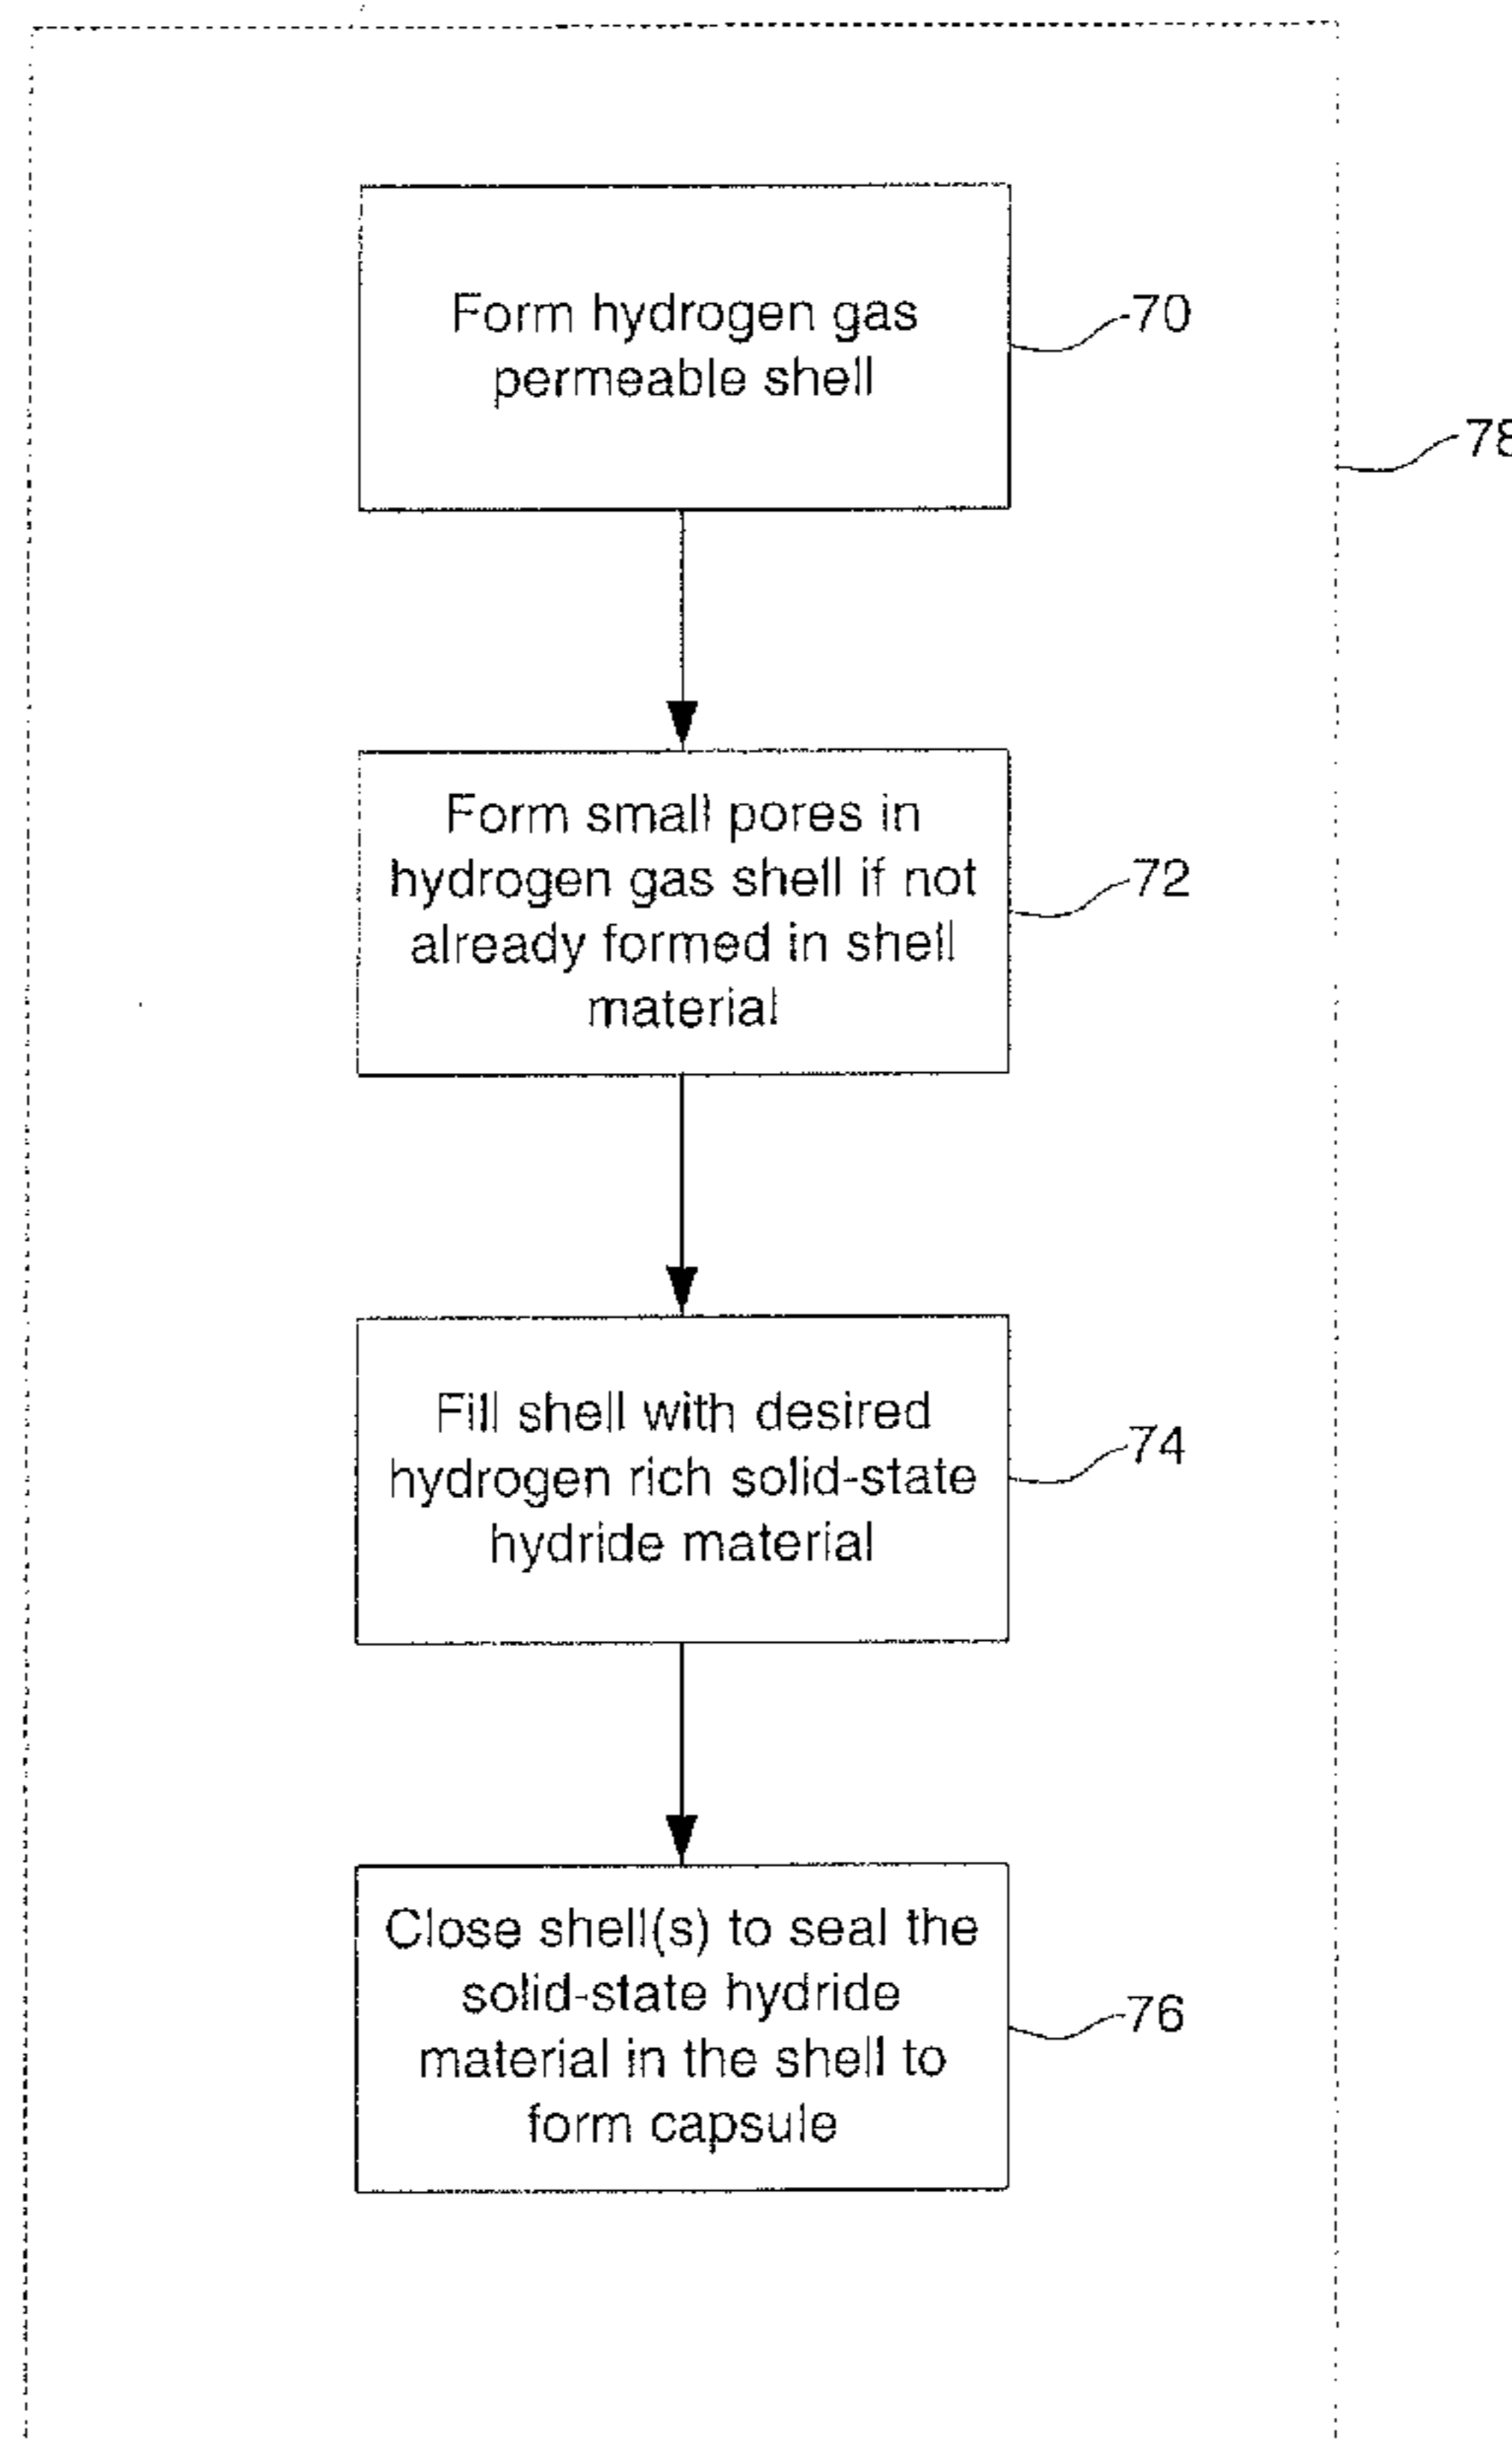 Form hydrogen gas
permeable shell
70
78
Form small pores in
hydrogen gas shell if not
already formed in shell
material
72
Fill shell with desired
hydrogen rich solid-state
hydride material
74
Close shell(s) to seal the
solid-state hydride
material in the shell to
form capsule
76